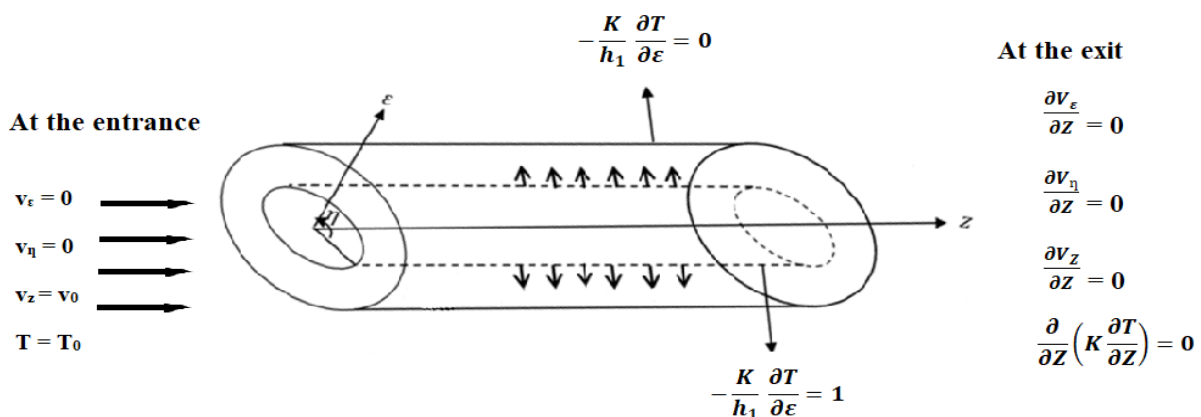 -K/h₁ ∂T/∂ε = 0
At the entrance
v_ε = 0
v_η = 0
v_z = v₀
T = T₀
ε
η
Z
-K/h₁ ∂T/∂ε = 1
At the exit
∂V_ε/∂Z = 0
∂V_η/∂Z = 0
∂V_Z/∂Z = 0
∂/∂Z (K ∂T/∂Z) = 0